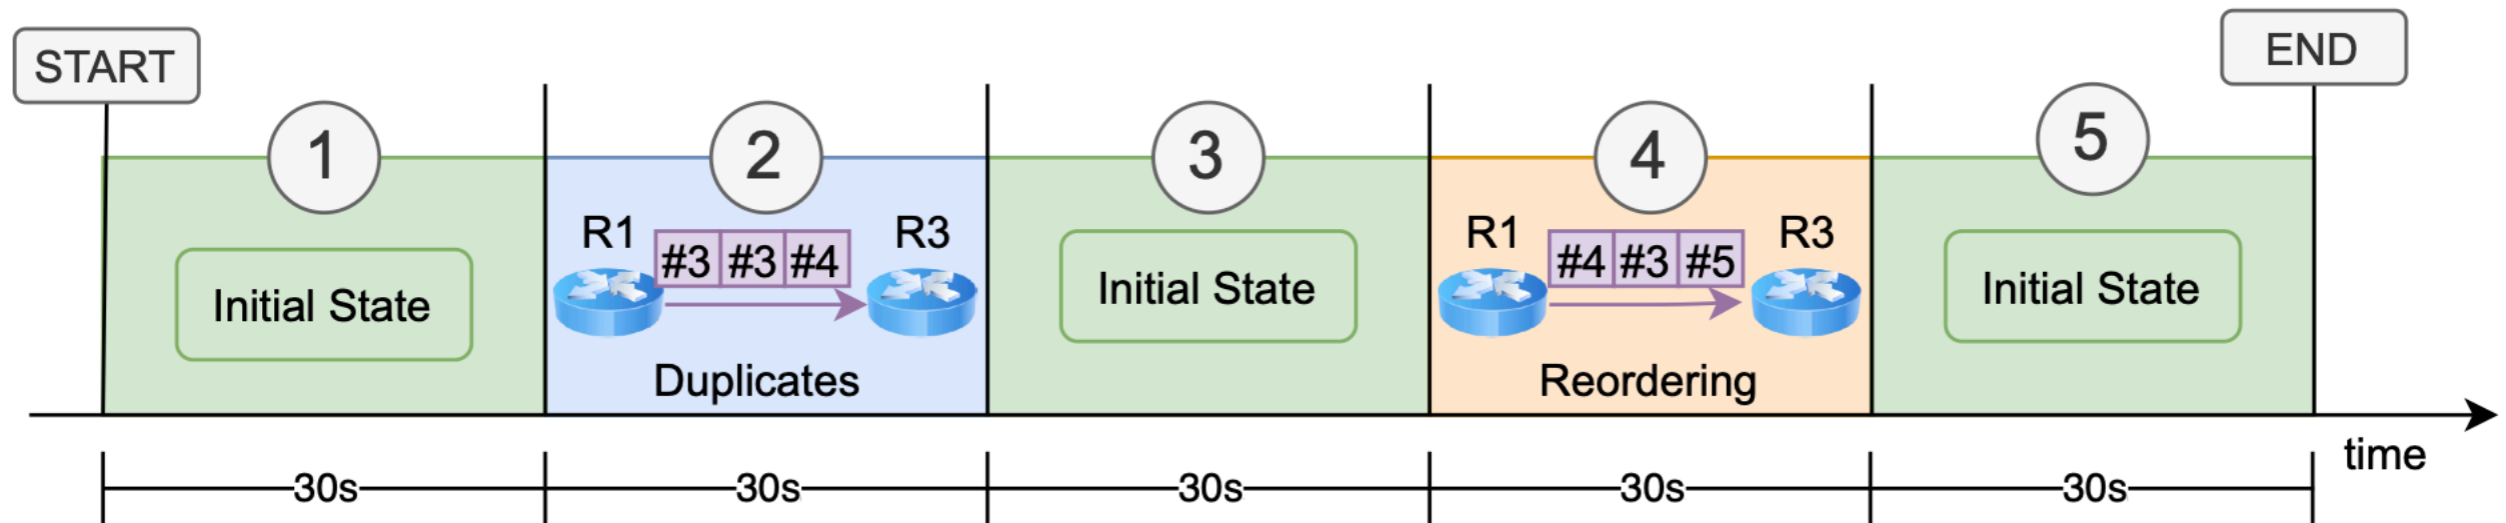 START
END
1
2
3
4
5
R1
#3 #3 #4
R3
R1
#4 #3 #5
R3
Initial State
Initial State
Initial State
Duplicates
Reordering
time
30s
30s
30s
30s
30s